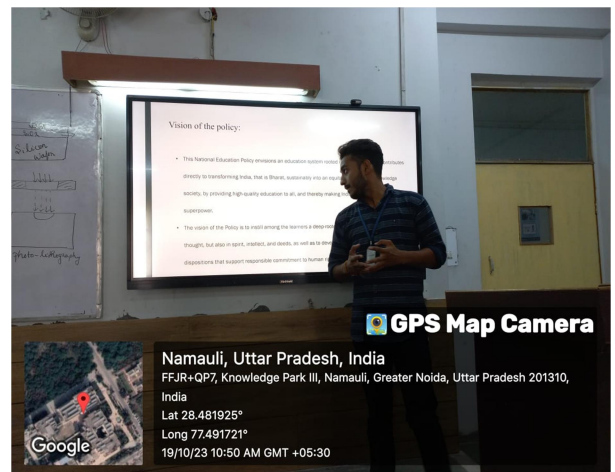 Silicon
Wafer
photo-lithography
Vision of the policy:
• This National Education Policy envisions an education system rooted
directly to transforming India, that is Bharat, sustainably into an
society, by providing high-quality education to all, and thereby making
superpower.
• The vision of the Policy is to instill among the learners a
thought, but also in spirit, intellect, and deeds, as well as to
dispositions that support responsible commitment to human
GPS Map Camera
Google
Namauli, Uttar Pradesh, India
FFJR+QP7, Knowledge Park III, Namauli, Greater Noida, Uttar Pradesh 201310,
India
Lat 28.481925°
Long 77.491721°
19/10/23 10:50 AM GMT +05:30